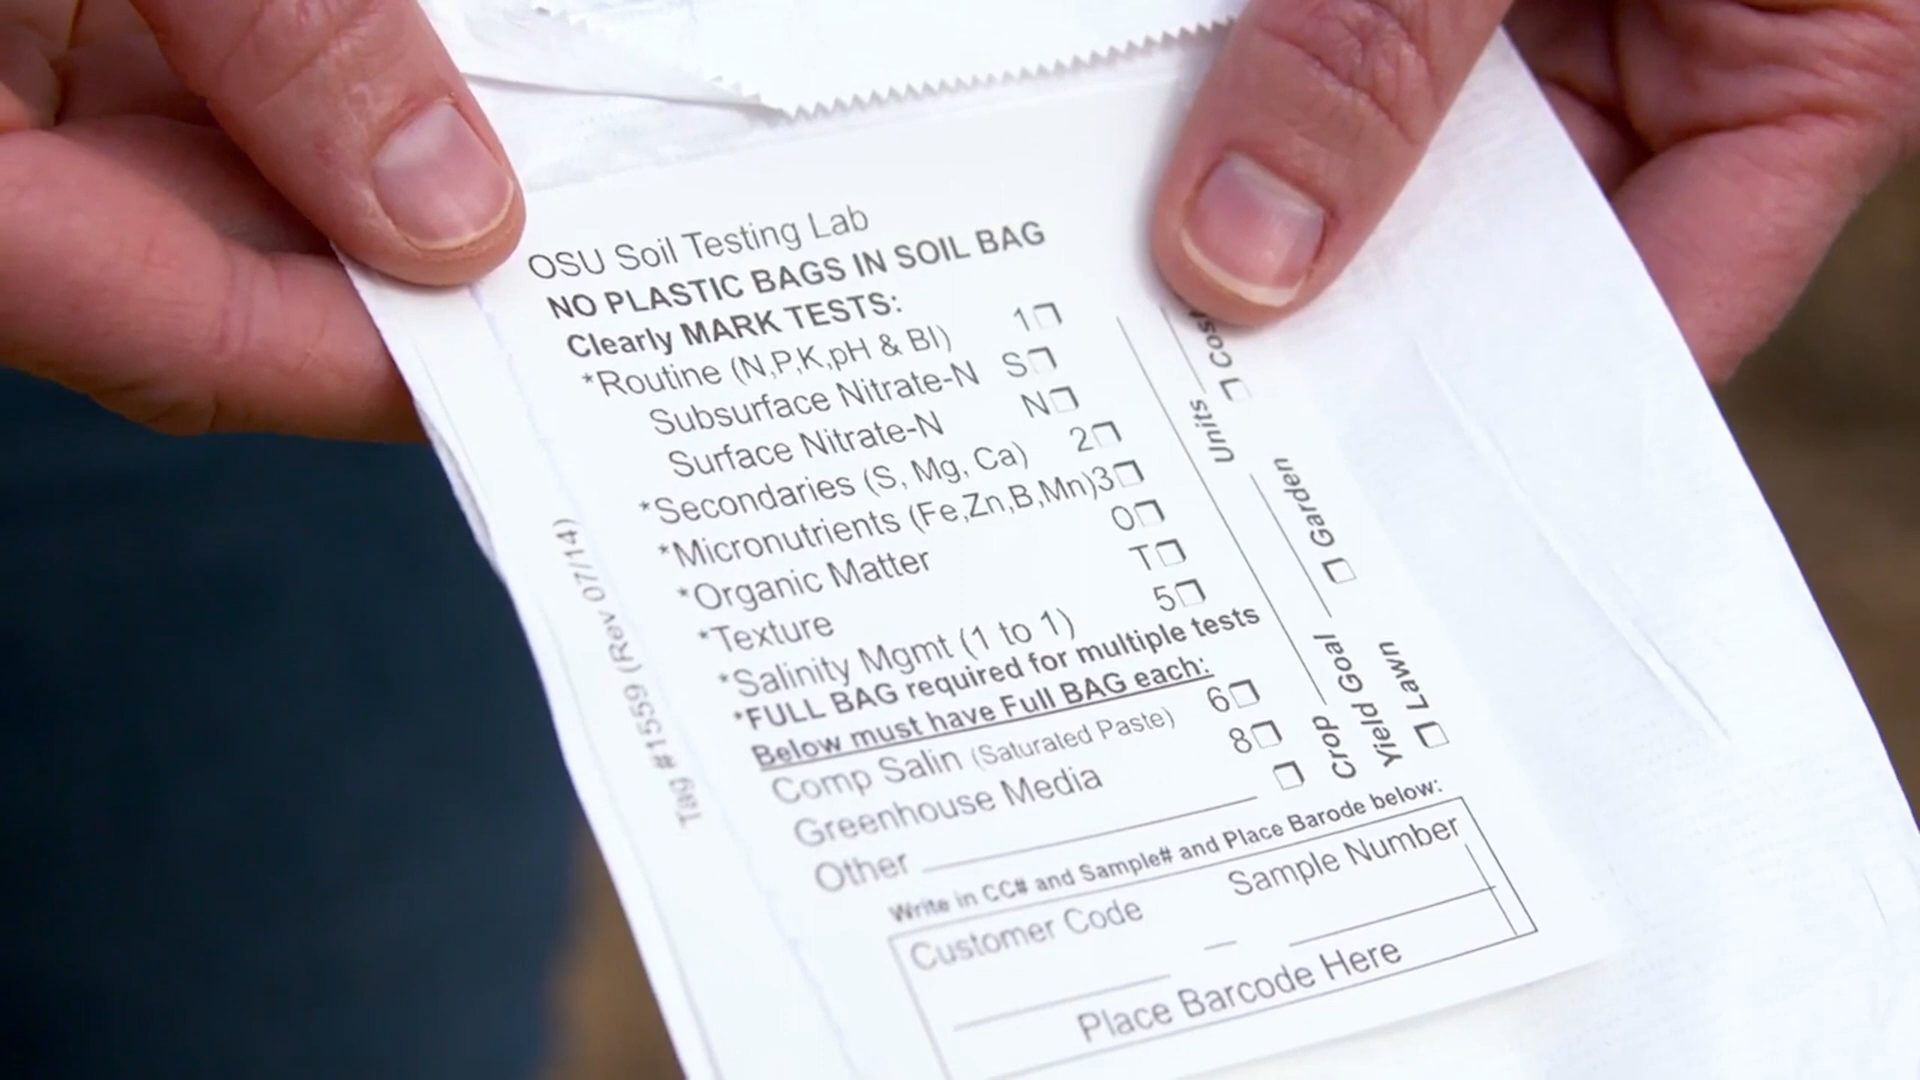 OSU Soil Testing Lab
NO PLASTIC BAGS IN SOIL BAG
Clearly MARK TESTS:
*Routine (N,P,K,pH & BI) 1
Subsurface Nitrate-N S
Surface Nitrate-N N
*Secondaries (S, Mg, Ca) 2
*Micronutrients (Fe,Zn,B,Mn) 3
*Organic Matter 0
*Texture T
*Salinity Mgmt (1 to 1) 5
*FULL BAG required for multiple tests
Below must have Full BAG each:
Comp Salin (Saturated Paste) 6
Greenhouse Media 8
Other
Write in CC# and Sample# and Place Barode below:
Customer Code Sample Number
Place Barcode Here
Crop
Yield Goal Units
Lawn Garden Cost
Tag #1559 (Rev 07/14)